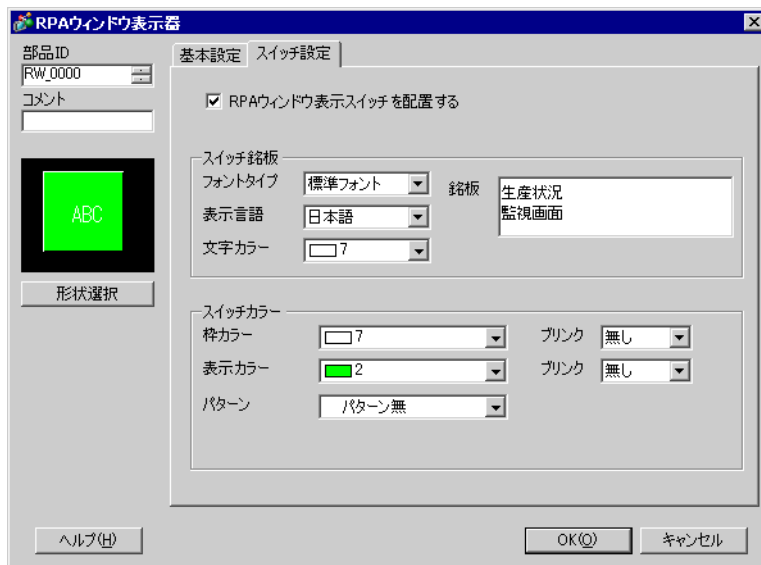 RPAウィンドウ表示器
部品ID
RW_0000
コメント
ABC
形状選択
基本設定 スイッチ設定
RPAウィンドウ表示スイッチを配置する
スイッチ銘板
フォントタイプ 標準フォント
表示言語 日本語
文字カラー 7
銘板
生産状況
監視画面
スイッチカラー
枠カラー 7 ブリンク 無し
表示カラー 2 ブリンク 無し
パターン パターン無
ヘルプ(H) OK(O) キャンセル